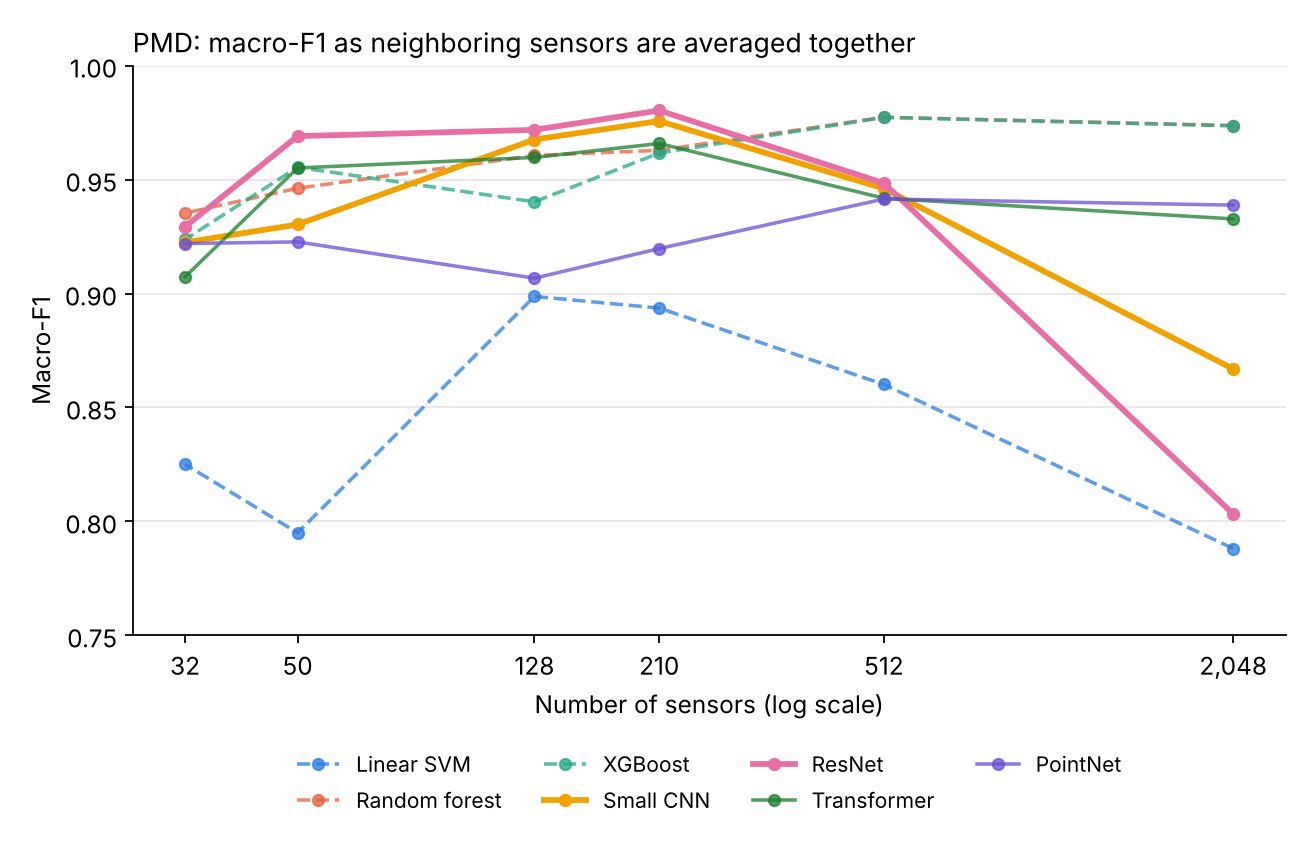 PMD: macro-F1 as neighboring sensors are averaged together
1.00
0.95
0.90
0.85
0.80
0.75
Macro-F1
32 50 128 210 512 2,048
Number of sensors (log scale)
Linear SVM XGBoost ResNet PointNet
Random forest Small CNN Transformer